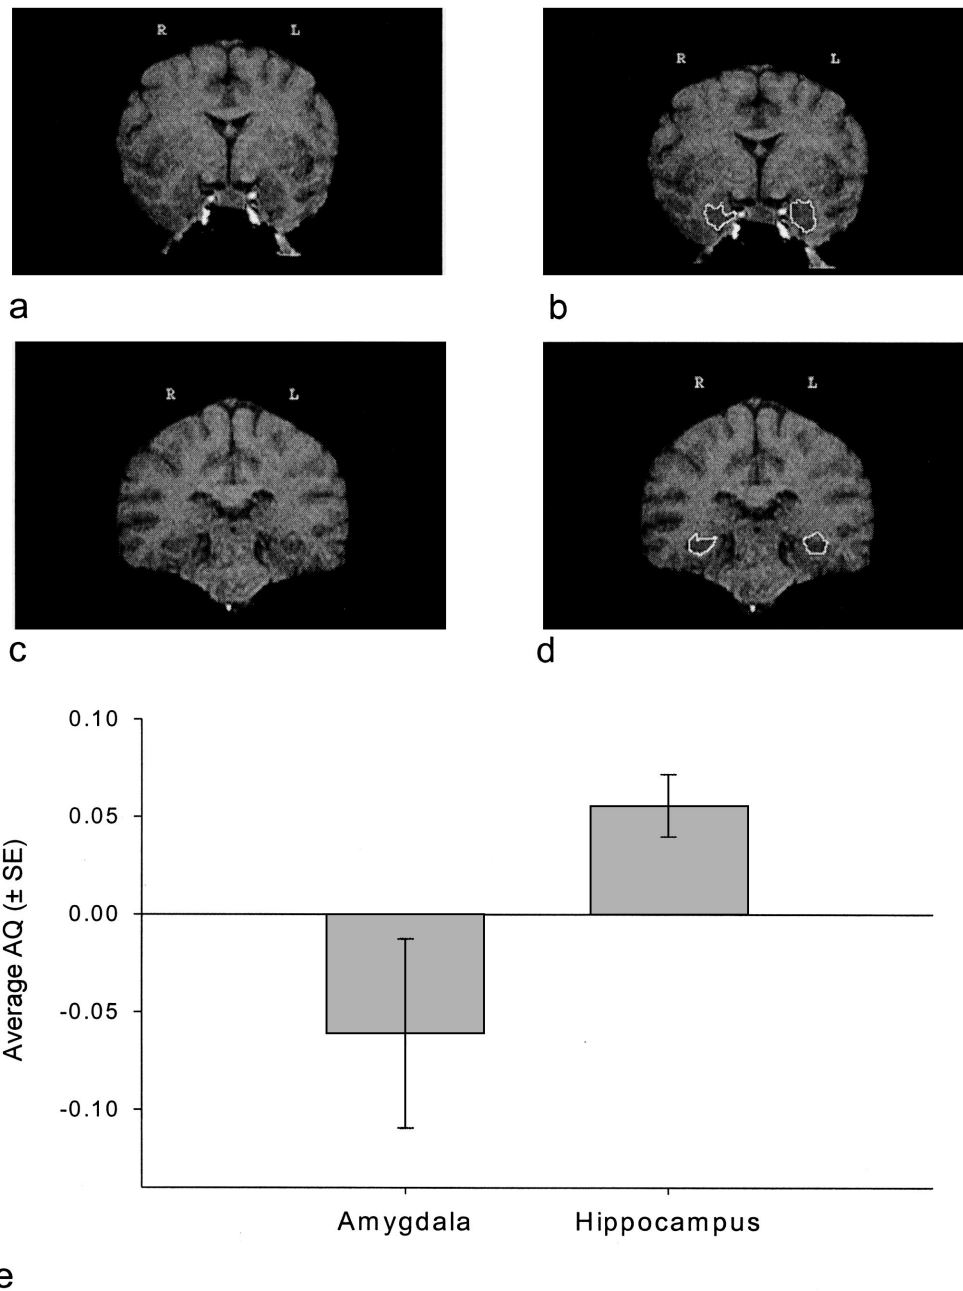 R L
R L
a
b
R L
R L
c
d
0.10
0.05
0.00
-0.05
-0.10
Average AQ (± SE)
Amygdala Hippocampus
e